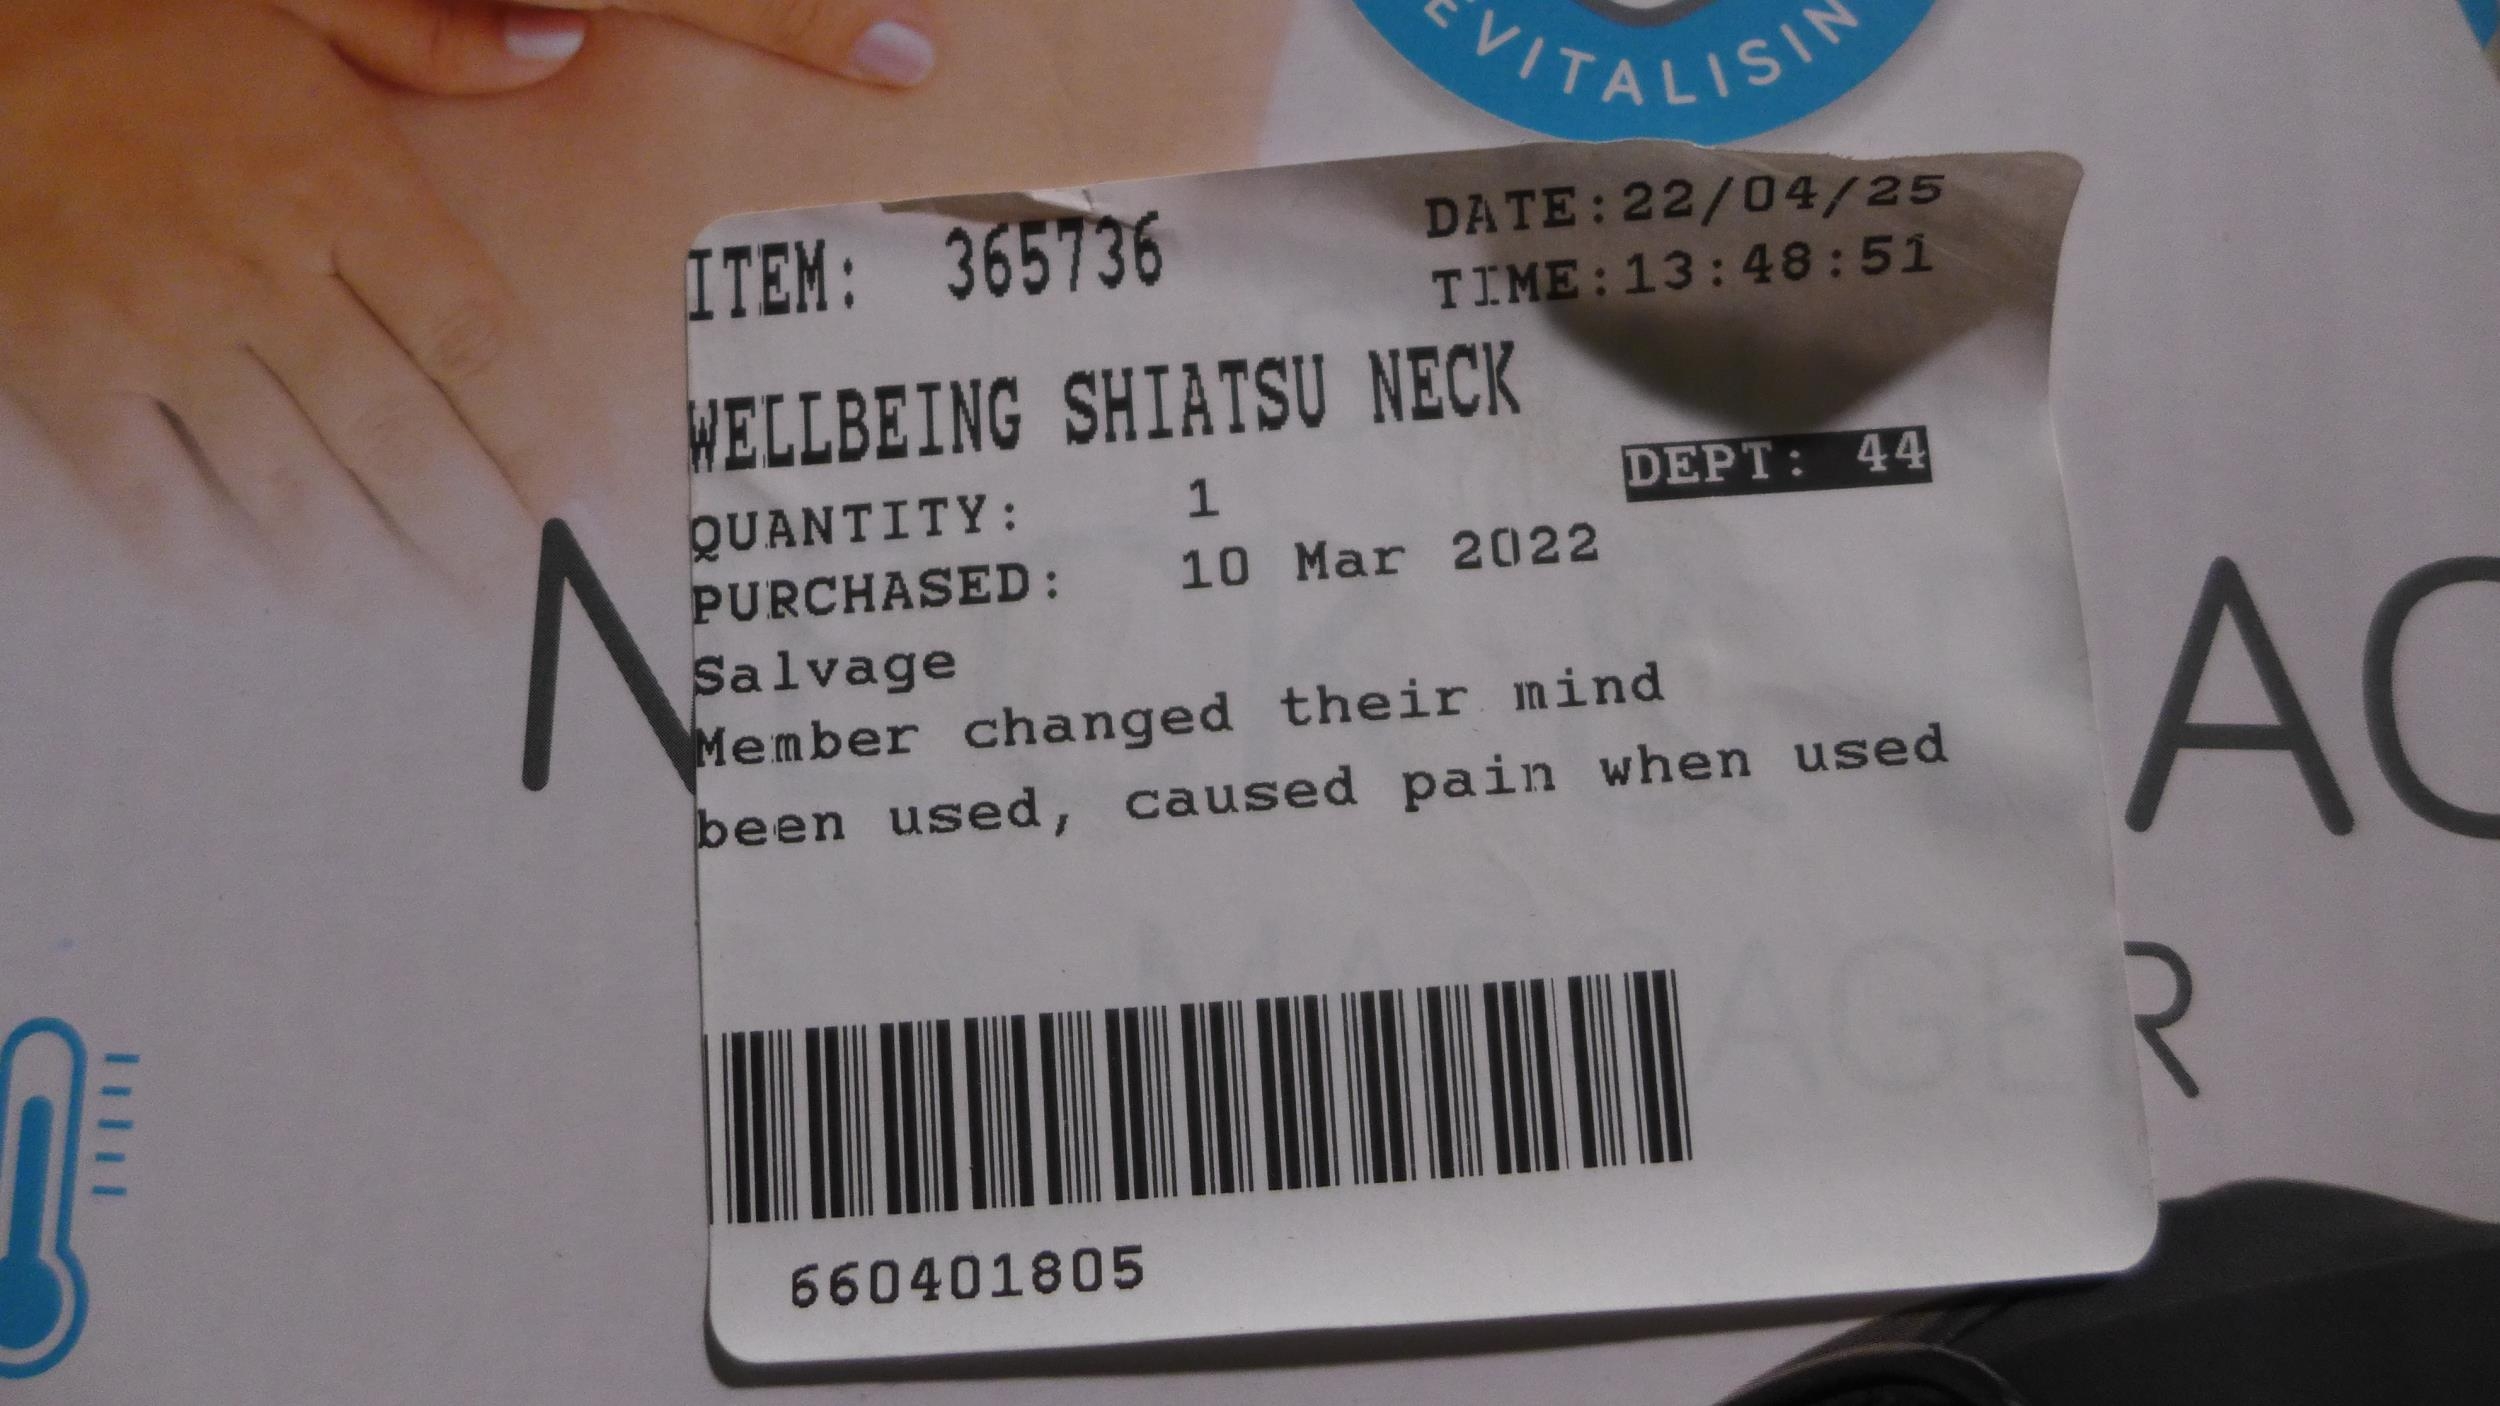 EVITALISIN
ITEM: 365736
DATE:22/04/25
TIME:13:48:51
WELLBEING SHIATSU NECK
DEPT: 44
QUANTITY: 1
PURCHASED: 10 Mar 2022
Salvage
Member changed their mind
been used, caused pain when used
660401805
N
AC
R